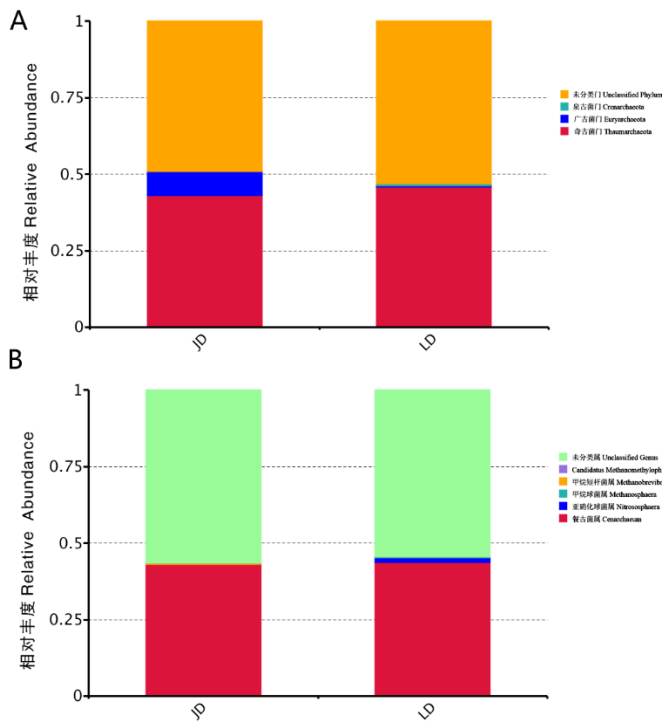 A
相对丰度 Relative Abundance
1
0.75
0.5
0.25
0
JD
LD
未分类门 Unclassified Phylum
泉古菌门 Crenarchaeota
广古菌门 Euryarchaeota
奇古菌门 Thaumarchaeota
B
相对丰度 Relative Abundance
1
0.75
0.5
0.25
0
JD
LD
未分类属 Unclassified Genus
Candidatus Methanomethyloph
甲烷短杆菌属 Methanobrevibc
甲烷球菌属 Methanosphaera
亚硝化球菌属 Nitrososphaera
餐古菌属 Cenarchaeum